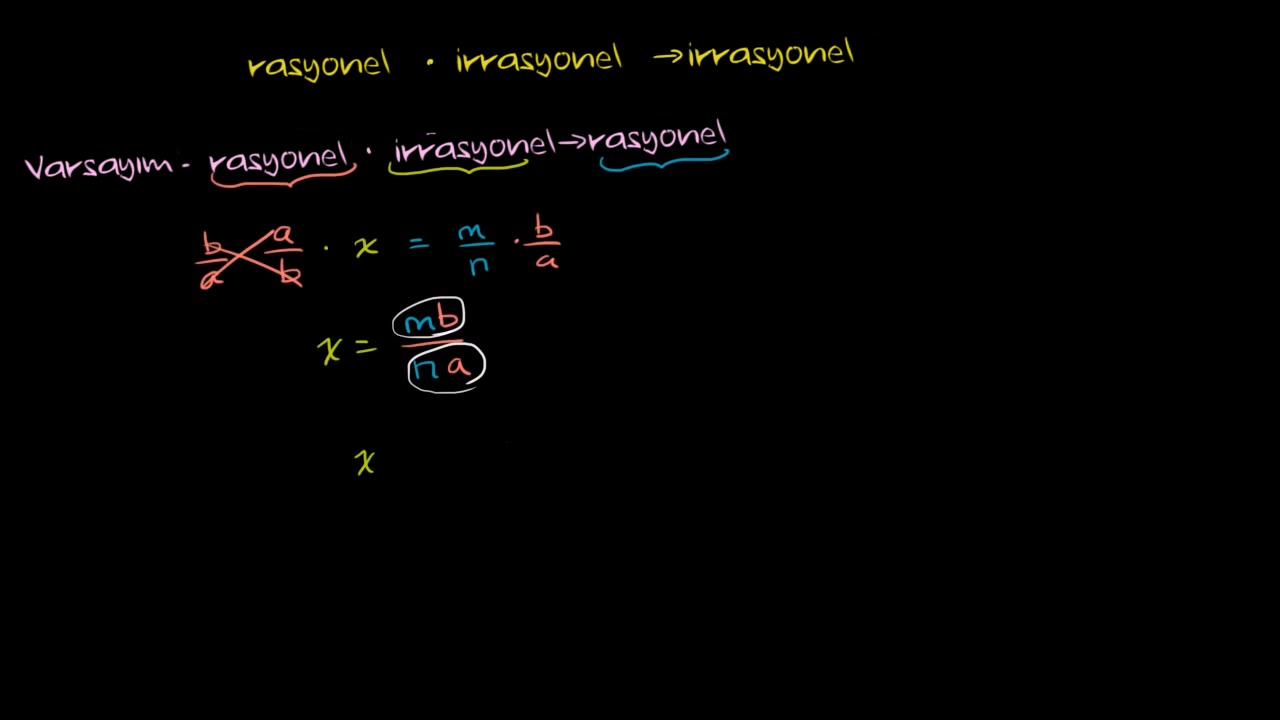 rasyonel · irrasyonel → irrasyonel
Varsayım - rasyonel · irrasyonel → rasyonel
b/a a/b · x = m/n · b/a
x = mb/na
x